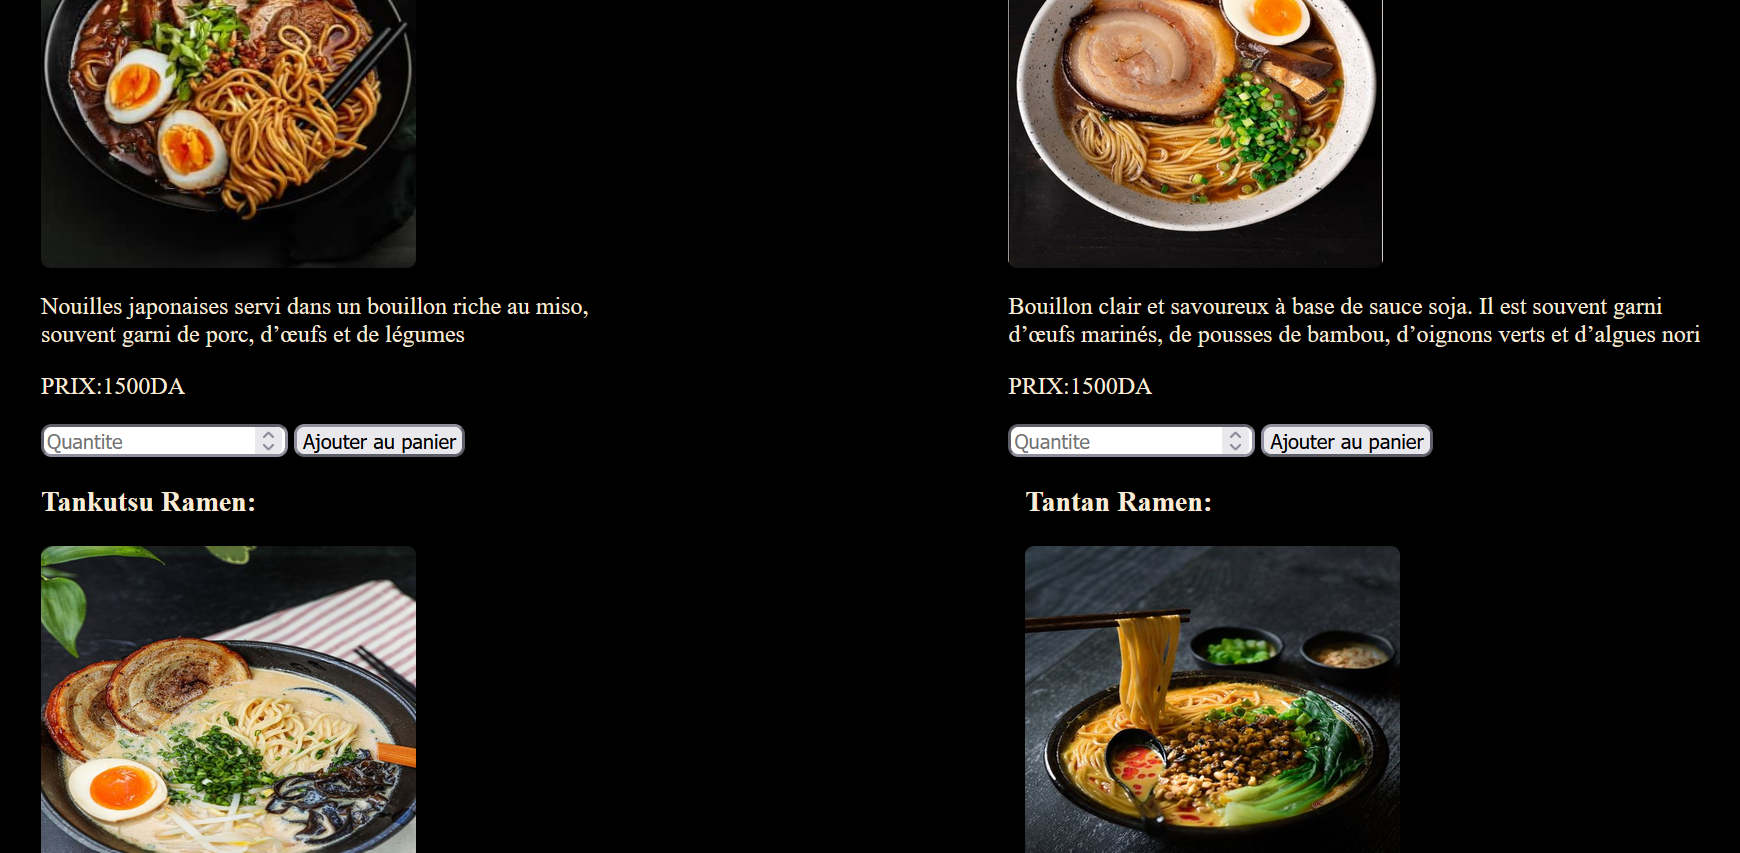 Nouilles japonaises servi dans un bouillon riche au miso,
souvent garni de porc, d’œufs et de légumes
PRIX:1500DA
Quantite
Ajouter au panier
Bouillon clair et savoureux à base de sauce soja. Il est souvent garni
d’œufs marinés, de pousses de bambou, d’oignons verts et d’algues nori
PRIX:1500DA
Quantite
Ajouter au panier
Tankutsu Ramen:
Tantan Ramen: